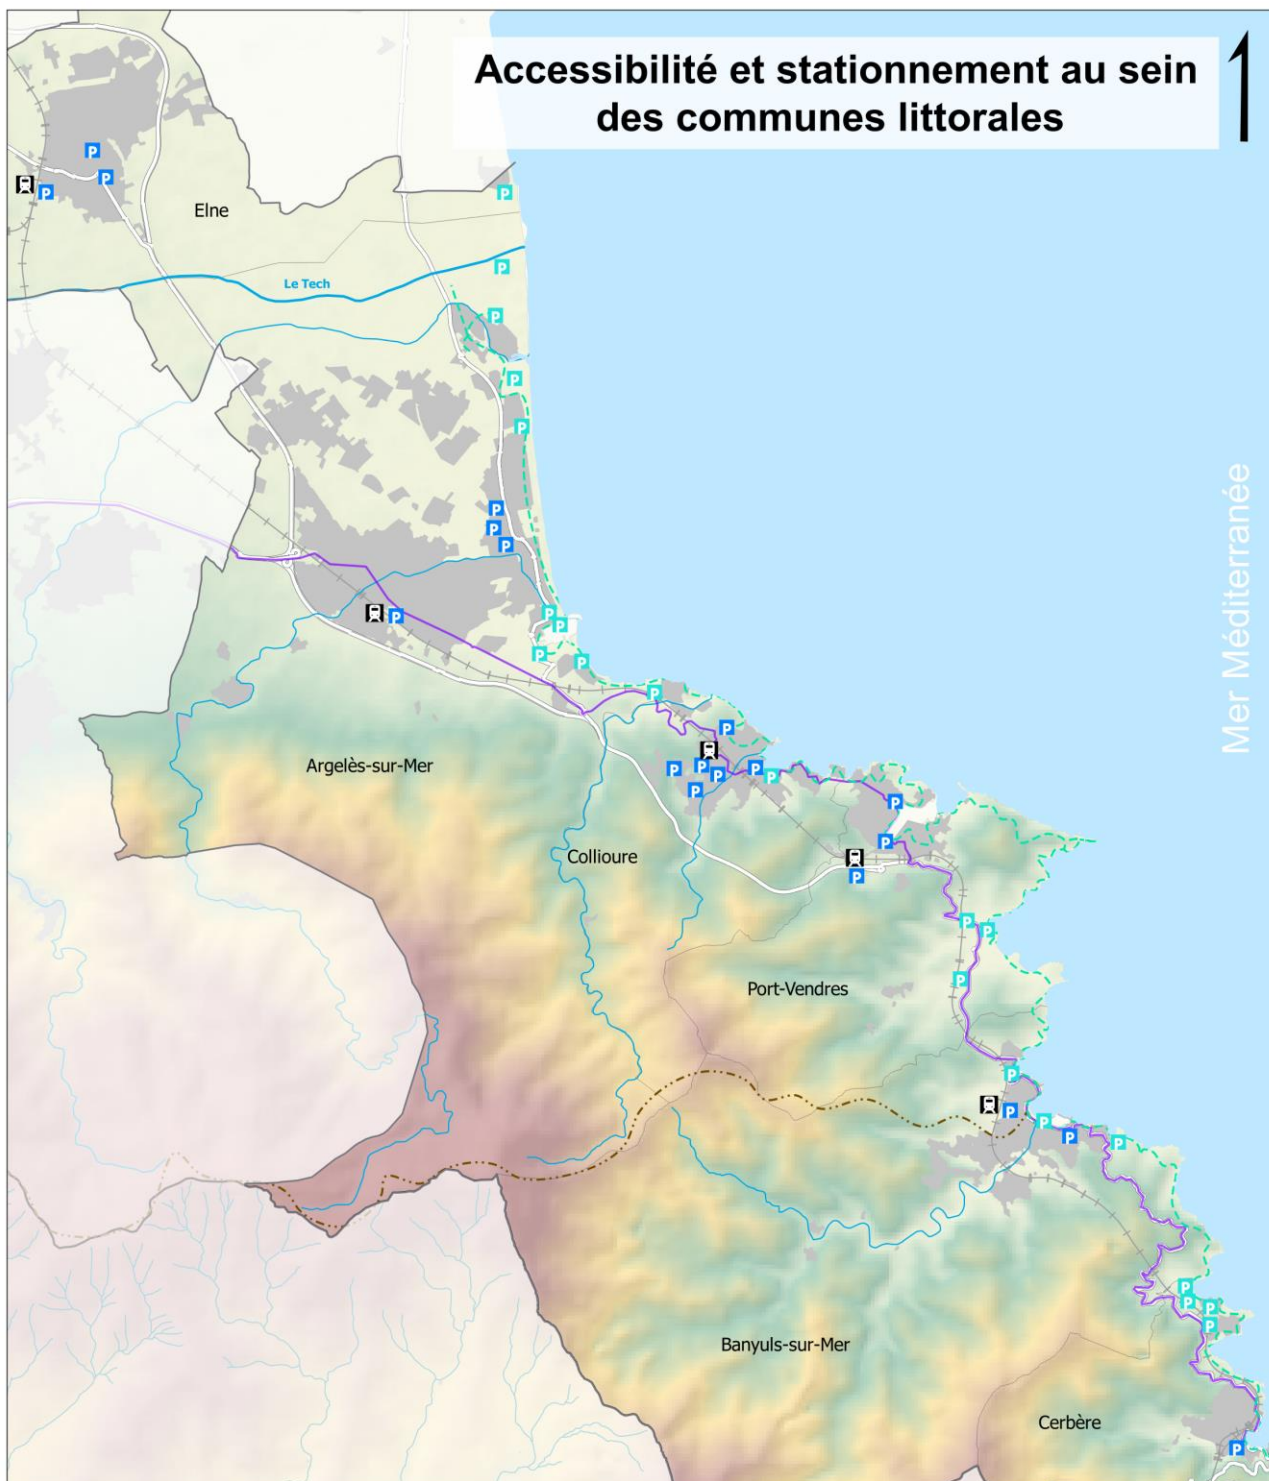 Accessibilité et stationnement au sein
des communes littorales
Elne
Le Tech
Mer Méditerranée
Argelès-sur-Mer
Collioure
Port-Vendres
Banyuls-sur-Mer
Cerbère